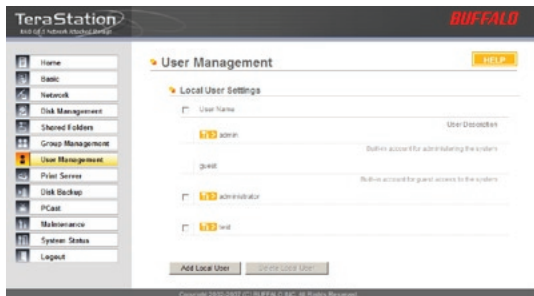 TeraStation
BUFFALO
Home
Basic
Network
Disk Management
Shared Folders
Group Management
User Management
Print Server
Disk Backup
PCast
Maintenance
System Status
Logout
User Management
HELP
Local User Settings
User Name
User Description
admin
Built-in account for administering the system
guest
Built-in account for guest access to the system
administrator
test
Add Local User
Delete Local User